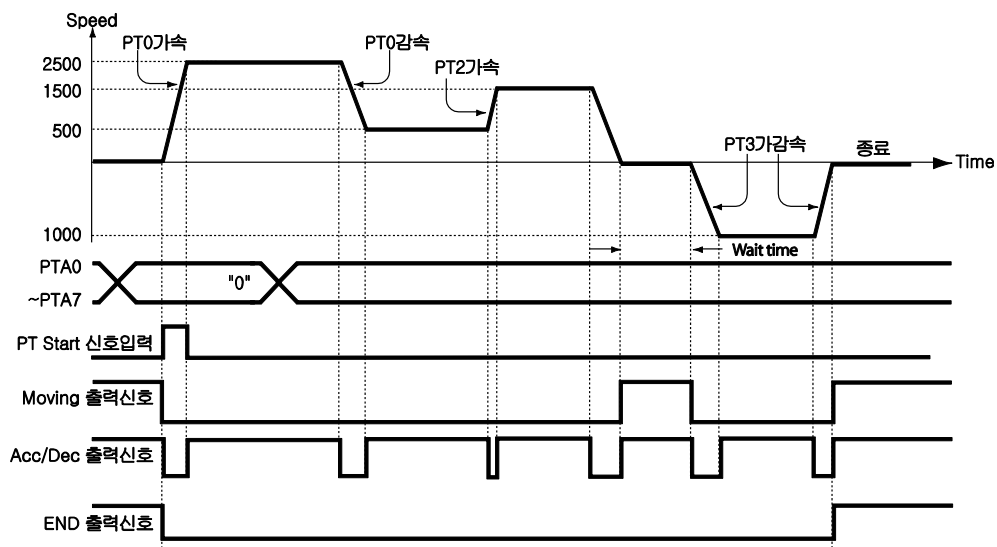 Speed
PT0가속
PT0감속
PT2가속
2500
1500
500
PT3가감속
종료
Time
1000
Wait time
PTA0
"0"
~PTA7
PT Start 신호입력
Moving 출력신호
Acc/Dec 출력신호
END 출력신호